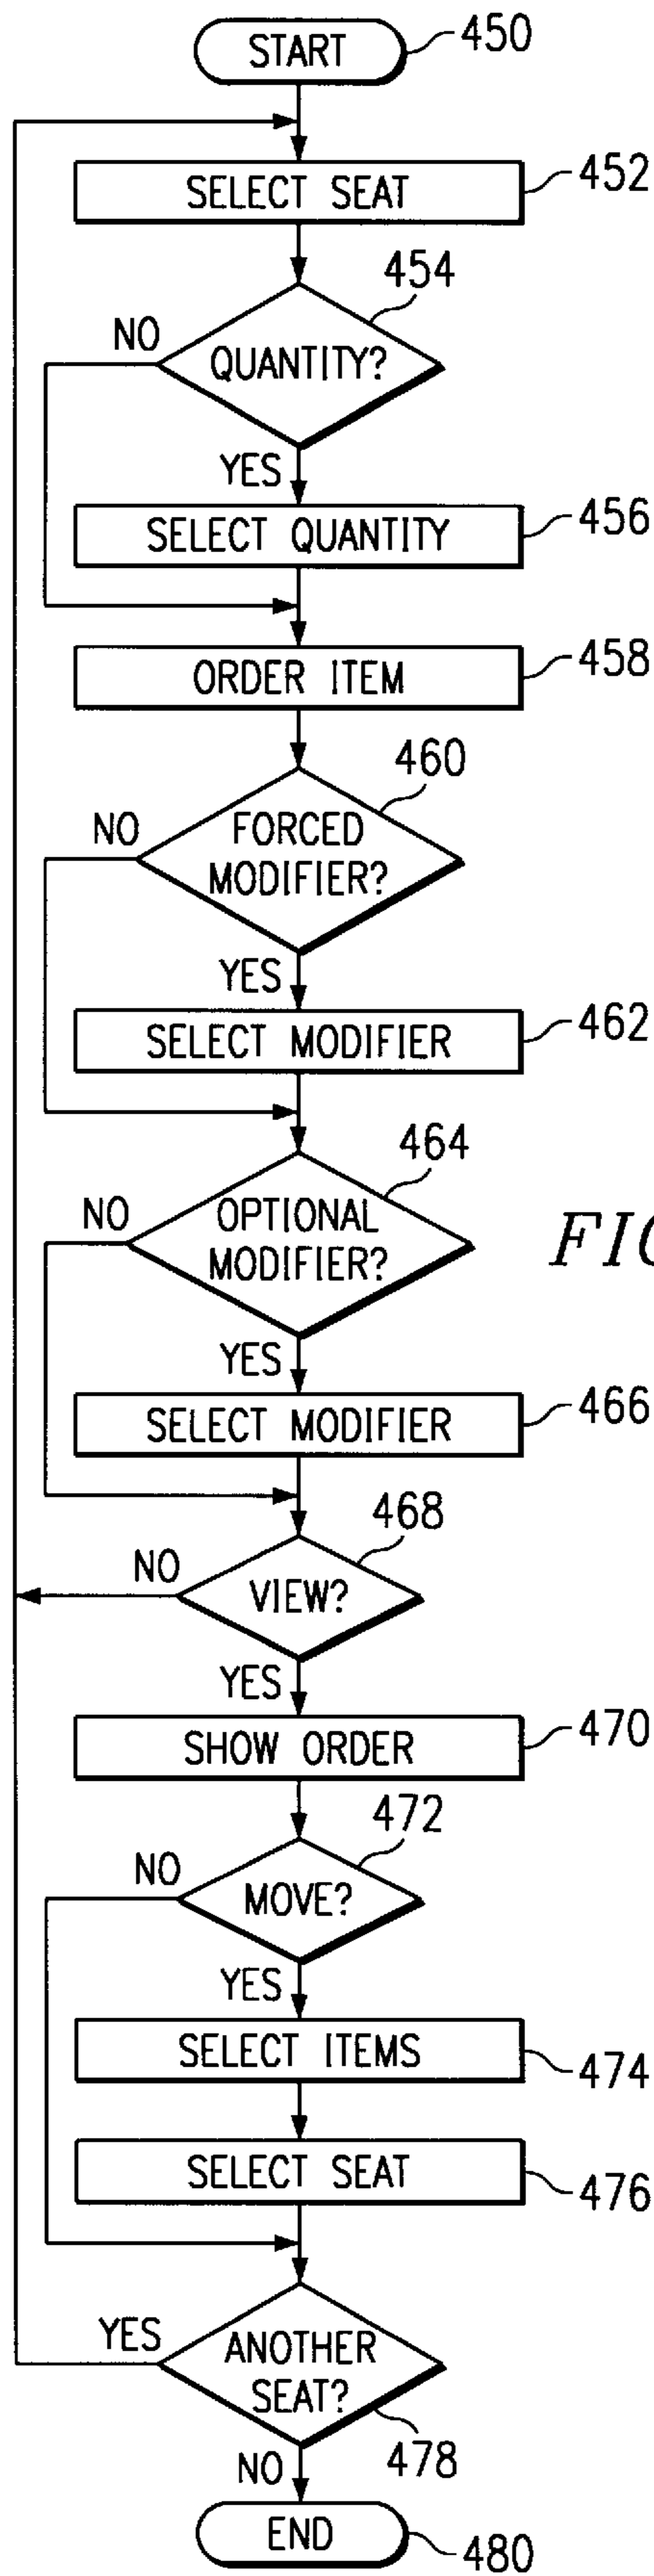 START
450
SELECT SEAT
452
454
NO
QUANTITY?
YES
SELECT QUANTITY
456
ORDER ITEM
458
460
NO
FORCED
MODIFIER?
YES
SELECT MODIFIER
462
464
NO
OPTIONAL
MODIFIER?
YES
SELECT MODIFIER
466
468
NO
VIEW?
YES
SHOW ORDER
470
472
NO
MOVE?
YES
SELECT ITEMS
474
SELECT SEAT
476
YES
ANOTHER
SEAT?
478
NO
END
480